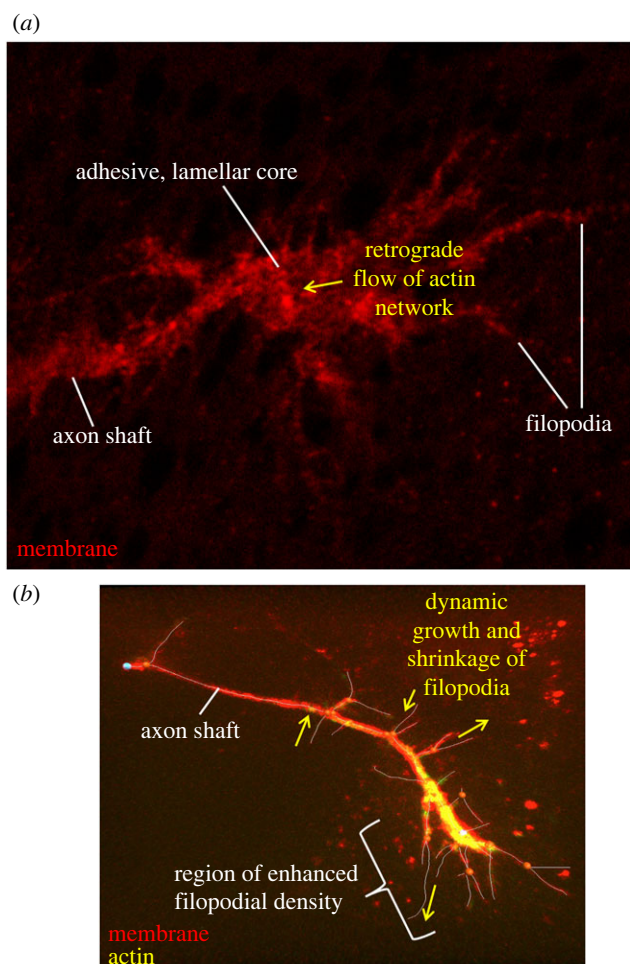 (a)
adhesive, lamellar core
retrograde
flow of actin
network
axon shaft
filopodia
membrane
(b)
dynamic
growth and
shrinkage of
filopodia
axon shaft
region of enhanced
filopodial density
membrane
actin